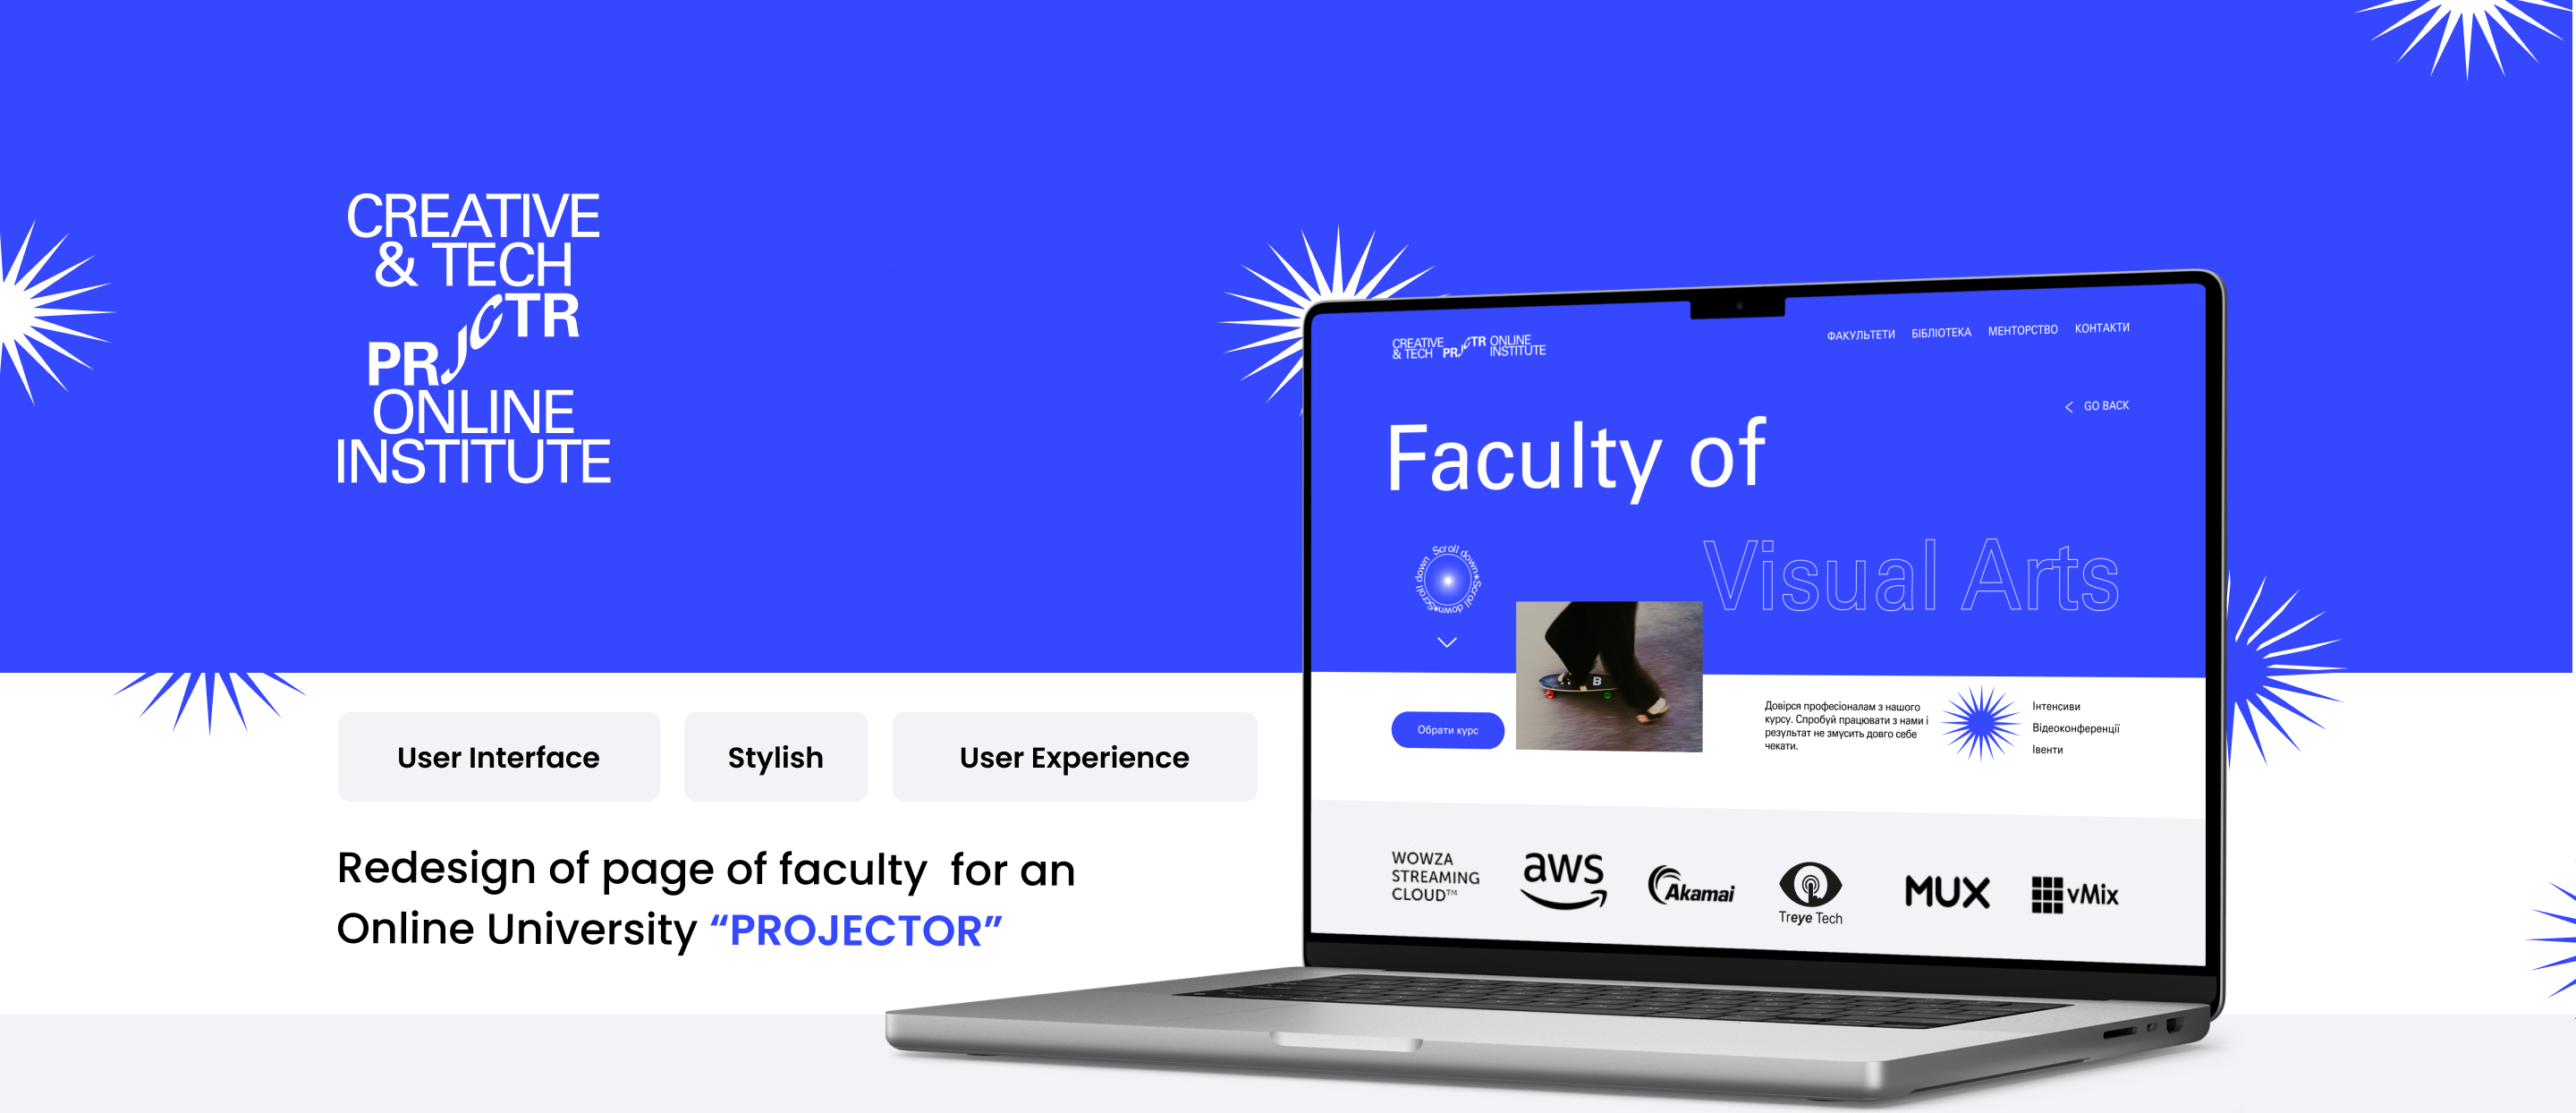 CREATIVE
& TECH
PRJCTR
ONLINE
INSTITUTE
User Interface
Stylish
User Experience
Redesign of page of faculty for an
Online University “PROJECTOR”
CREATIVE
& TECH PRJCTR ONLINE
INSTITUTE
ФАКУЛЬТЕТИ БІБЛІОТЕКА МЕНТОРСТВО КОНТАКТИ
GO BACK
Faculty of
Visual Arts
Scroll down*Scroll down*Scroll down
B
Обрати курс
Довірся професіоналам з нашого
курсу. Спробуй працювати з нами і
результат не змусить довго себе
чекати.
Інтенсиви
Відеоконференції
Івенти
WOWZA
STREAMING
CLOUD™
aws
Akamai
Treye Tech
MUX
vMix